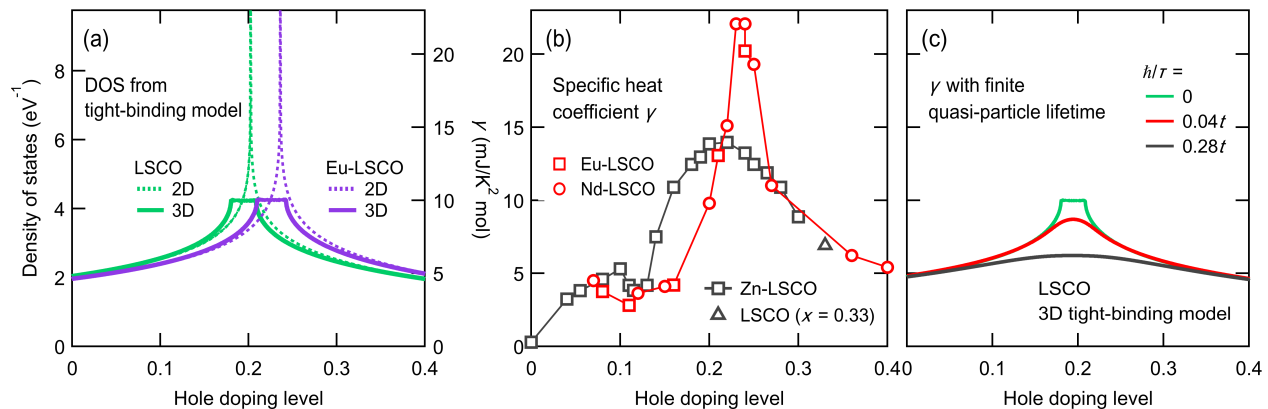 (a)
DOS from
tight-binding model
LSCO
2D
3D
Eu-LSCO
2D
3D
Density of states (eV⁻¹)
8
6
4
2
0
0.1
0.2
0.3
0.4
Hole doping level
20
15
10
5
0
γ (mJ/K² mol)
(b)
Specific heat
coefficient γ
Eu-LSCO
Nd-LSCO
Zn-LSCO
LSCO (x = 0.33)
20
15
10
5
0
0
0.1
0.2
0.3
0.4
Hole doping level
(c)
γ with finite
quasi-particle lifetime
ℏ/τ =
0
0.04t
0.28t
LSCO
3D tight-binding model
0
0.1
0.2
0.3
0.4
Hole doping level